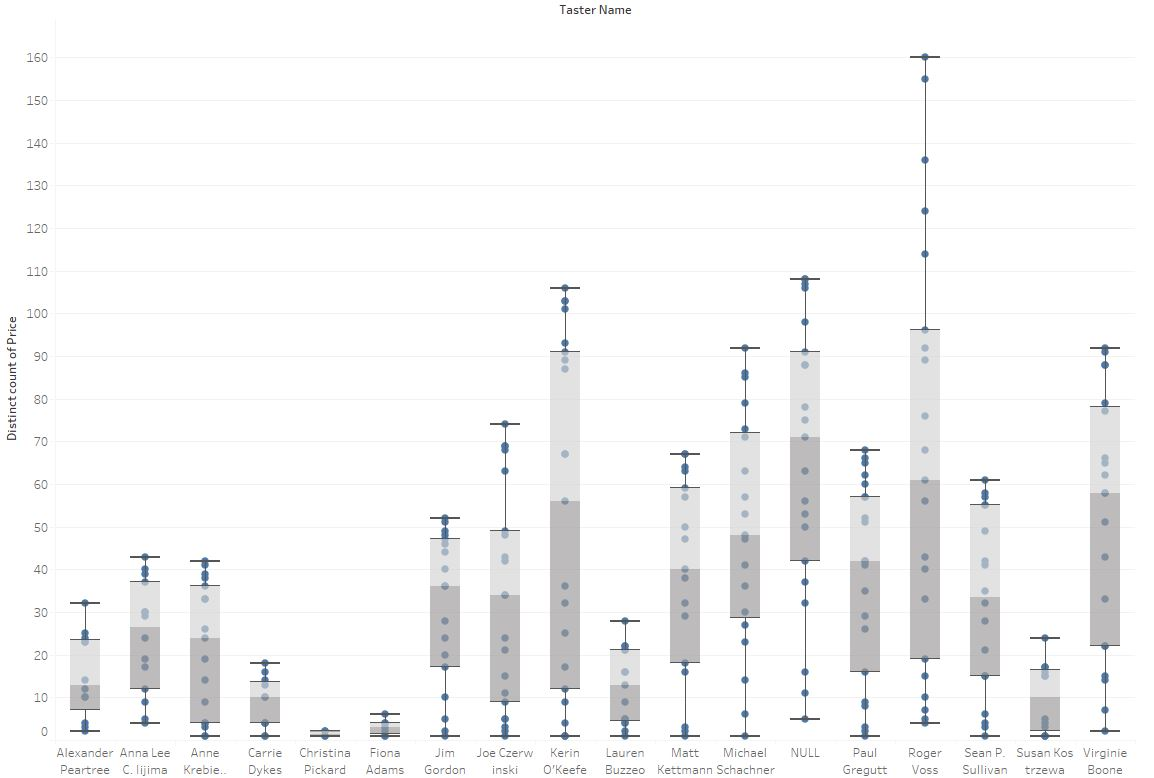 Taster Name
160
150
140
130
120
110
100
90
80
70
60
50
40
30
20
10
0
Distinct count of Price
Alexander Peartree
Anna Lee C. Iijima
Anne Krebie..
Carrie Dykes
Christina Pickard
Fiona Adams
Jim Gordon
Joe Czerw inski
Kerin O'Keefe
Lauren Buzzeo
Matt Kettmann
Michael Schachner
NULL
Paul Gregutt
Roger Voss
Sean P. Sullivan
Susan Kos trzewa
Virginie Boone